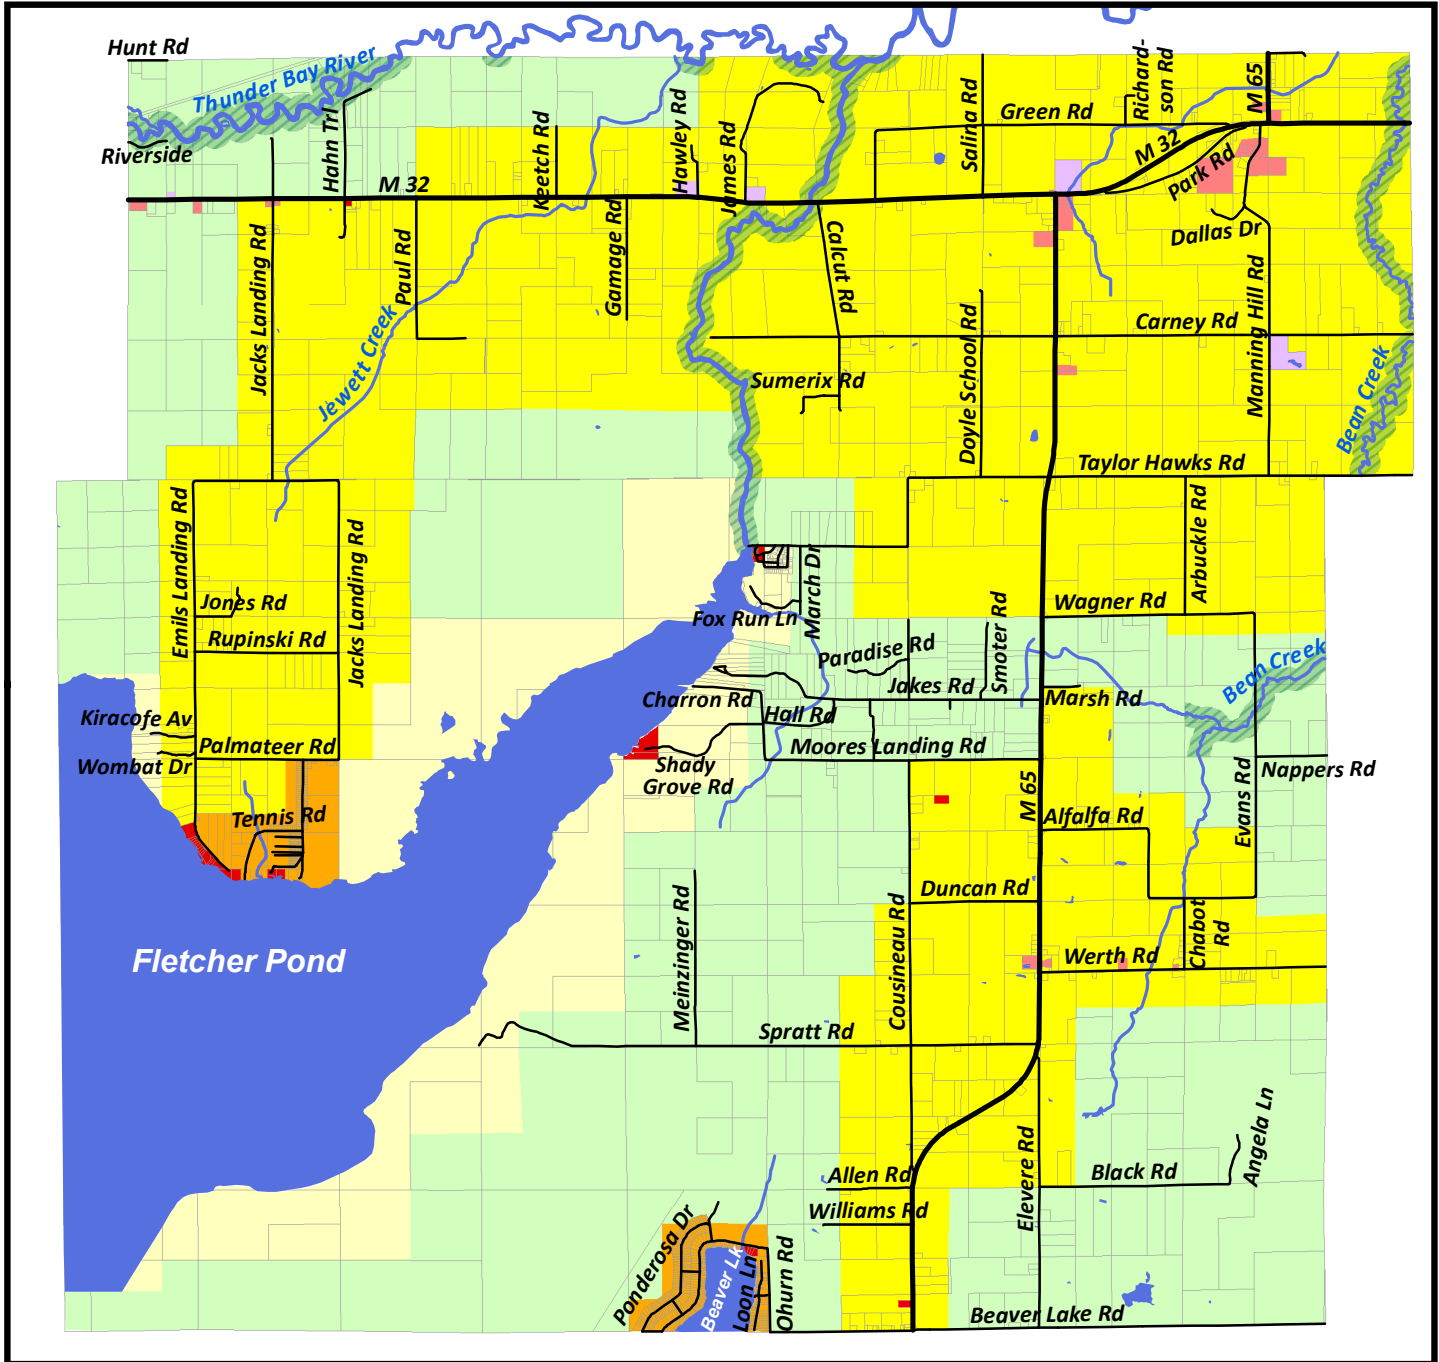 Hunt Rd
Thunder Bay River
Riverside
Hahn Trl
M 32
Keetch Rd
Hawley Rd
James Rd
Salina Rd
Green Rd
Richard-
son Rd
M 65
M 32
Park Rd
Dallas Dr
Jacks Landing Rd
Paul Rd
Jewett Creek
Gamage Rd
Calcut Rd
Sumerix Rd
Doyle School Rd
Carney Rd
Manning Hill Rd
Bean Creek
Taylor Hawks Rd
Emils Landing Rd
Jones Rd
Rupinski Rd
Jacks Landing Rd
Arbuckle Rd
Wagner Rd
March Dr
Fox Run Ln
Smoter Rd
Paradise Rd
Jakes Rd
Charron Rd
Hall Rd
Marsh Rd
Bean Creek
Kiracofe Av
Palmateer Rd
Wombat Dr
Moores Landing Rd
Shady
Grove Rd
M 65
Nappers Rd
Evans Rd
Tennis Rd
Alfalfa Rd
Duncan Rd
Meinzinger Rd
Cousineau Rd
Chabot
Rd
Werth Rd
Fletcher Pond
Spratt Rd
Angela Ln
Elevere Rd
Black Rd
Allen Rd
Williams Rd
Ponderosa Dr
Beaver Lk
Loon Ln
Ohurn Rd
Beaver Lake Rd